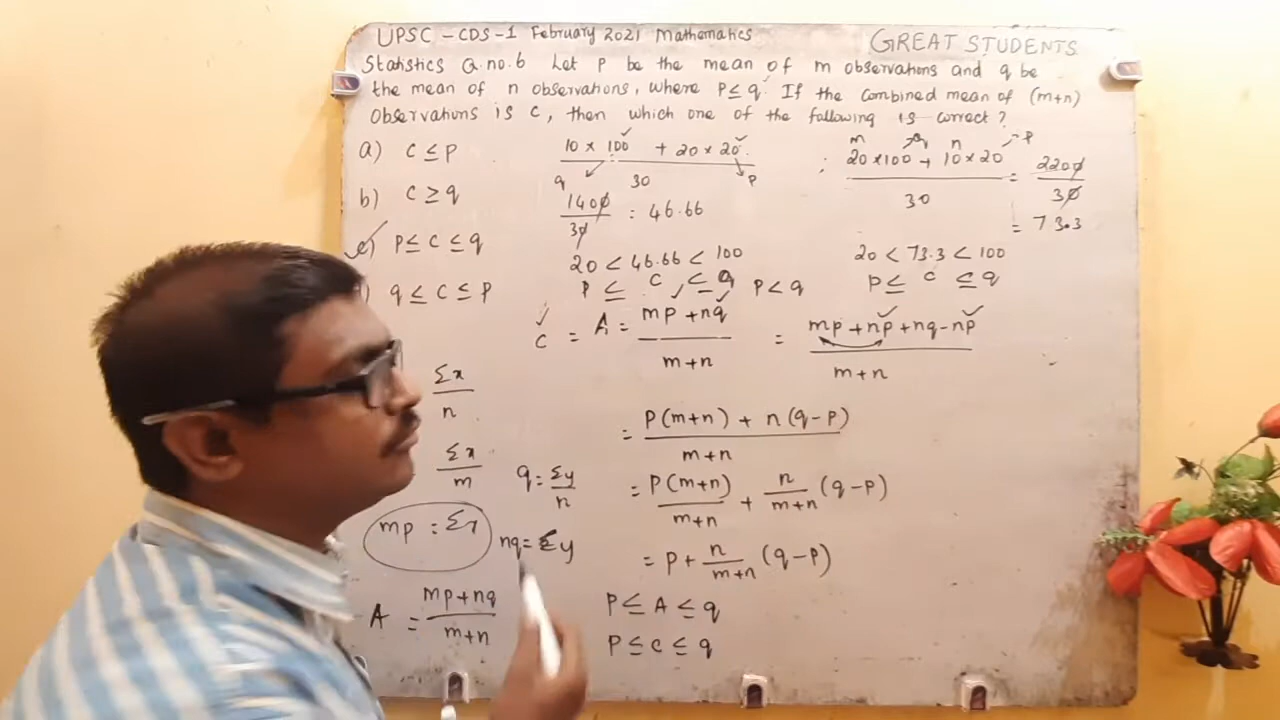 UPSC - CDS - 1 February 2021 Mathematics
GREAT STUDENTS
Statistics Q.no.6 Let P be the mean of m observations and q be
the mean of n observations, where P ≤ q. If the combined mean of (m+n)
observations is c, then which one of the following is correct?
a) c ≤ p
b) c ≥ q
c) p ≤ c ≤ q
q ≤ c ≤ p
10 × 100 + 20 × 20
q 30 p
1400 / 30 = 46.66
20 < 46.66 < 100
p ≤ c ≤ q p < q
m n p
20×100 + 10×20 / 30 = 2200 / 30
= 73.3
20 < 73.3 < 100
p ≤ c ≤ q
c = A = mp + nq / m+n = mp + np + nq - np / m+n
= P(m+n) + n(q-p) / m+n
= P(m+n) / m+n + n / m+n (q-p)
= p + n / m+n (q-p)
P ≤ A ≤ q
P ≤ c ≤ q
Σx / n
Σx / m
q = Σy / n
mp = Σx
nq = Σy
A = mp+nq / m+n